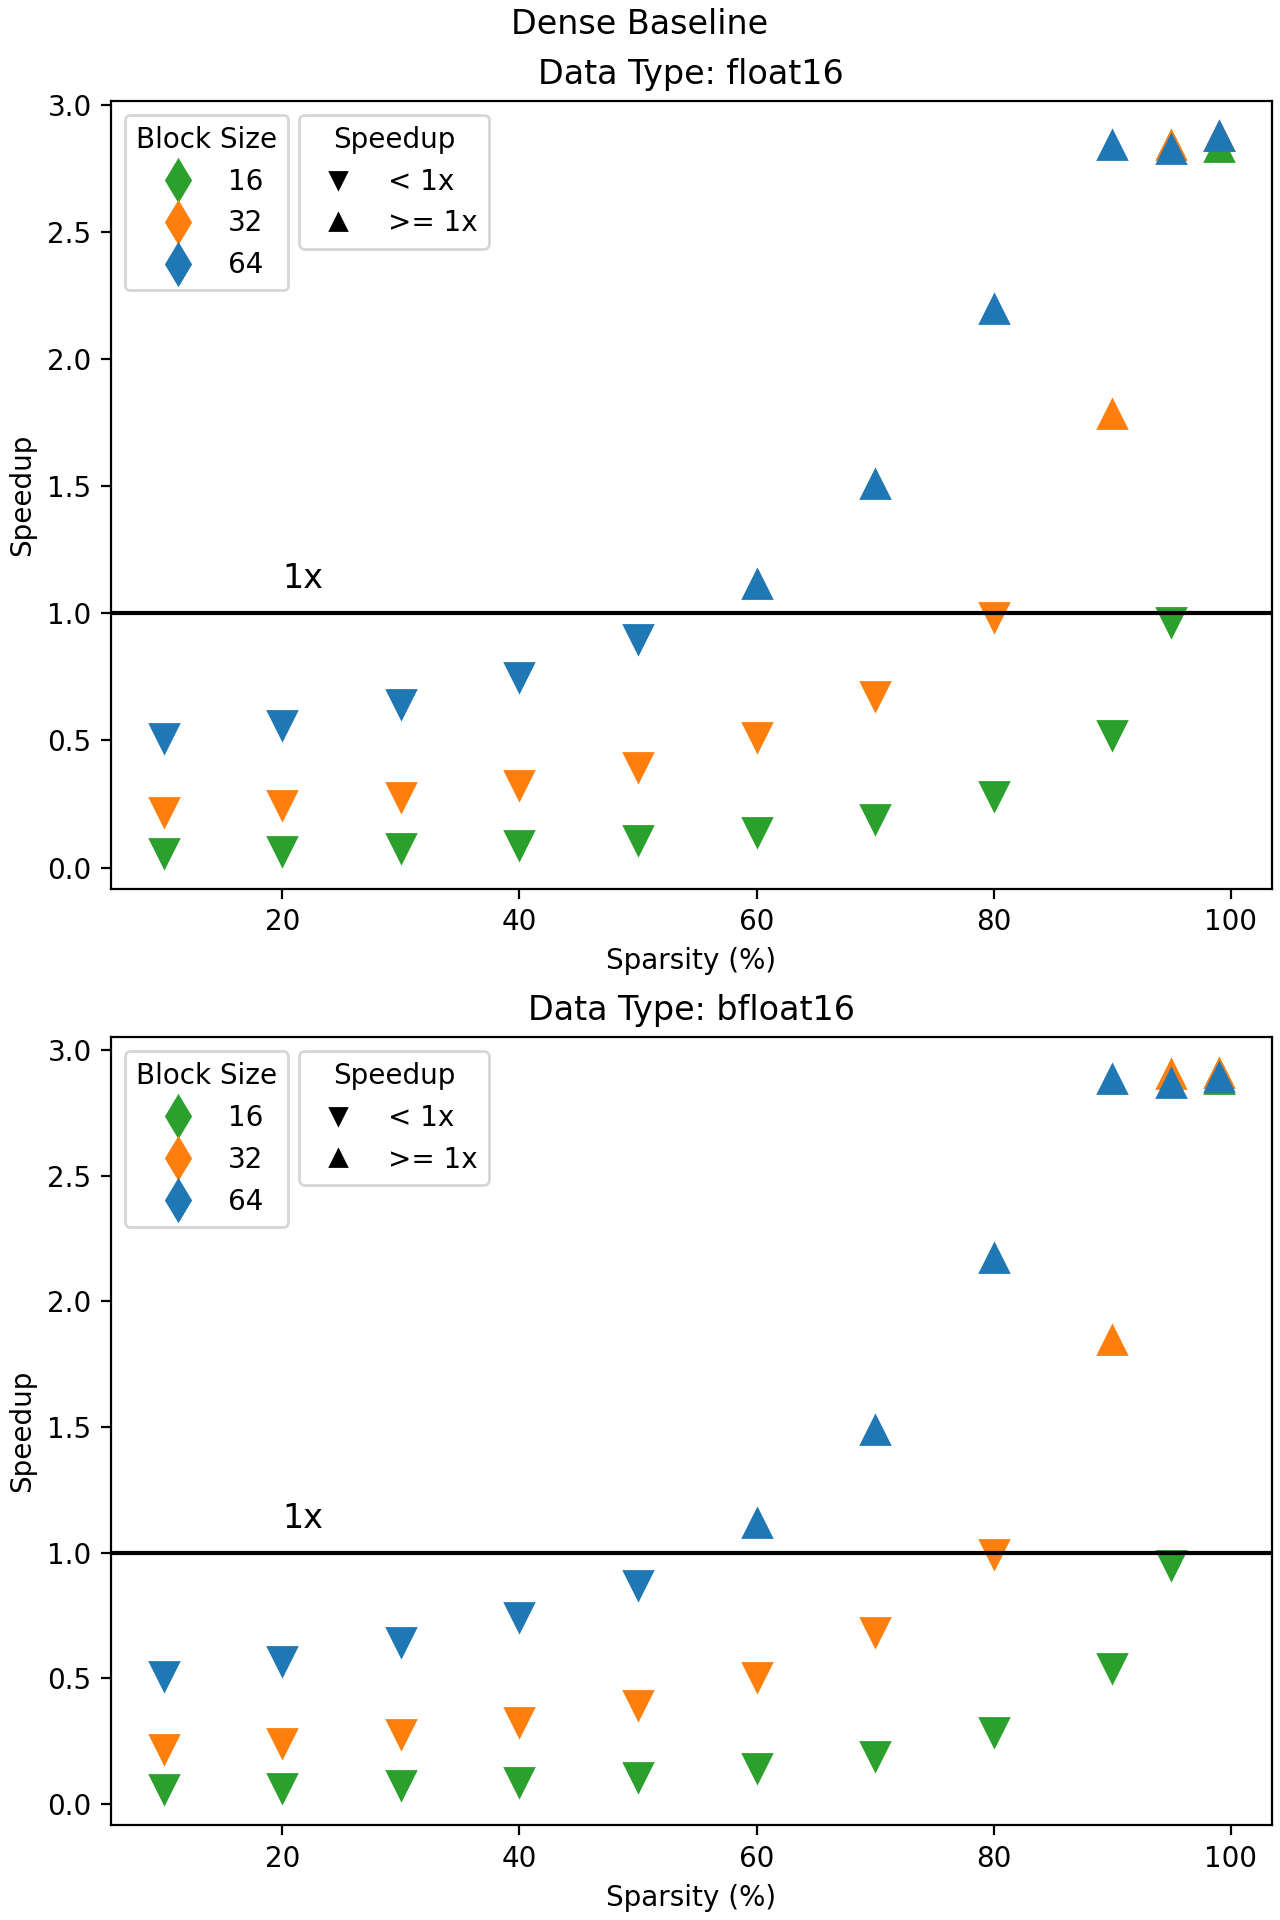 Dense Baseline
Data Type: float16
3.0
2.5
2.0
1.5
1.0
0.5
0.0
Speedup
Block Size
16
32
64
Speedup
< 1x
>= 1x
1x
20 40 60 80 100
Sparsity (%)
Data Type: bfloat16
3.0
2.5
2.0
1.5
1.0
0.5
0.0
Speedup
Block Size
16
32
64
Speedup
< 1x
>= 1x
1x
20 40 60 80 100
Sparsity (%)